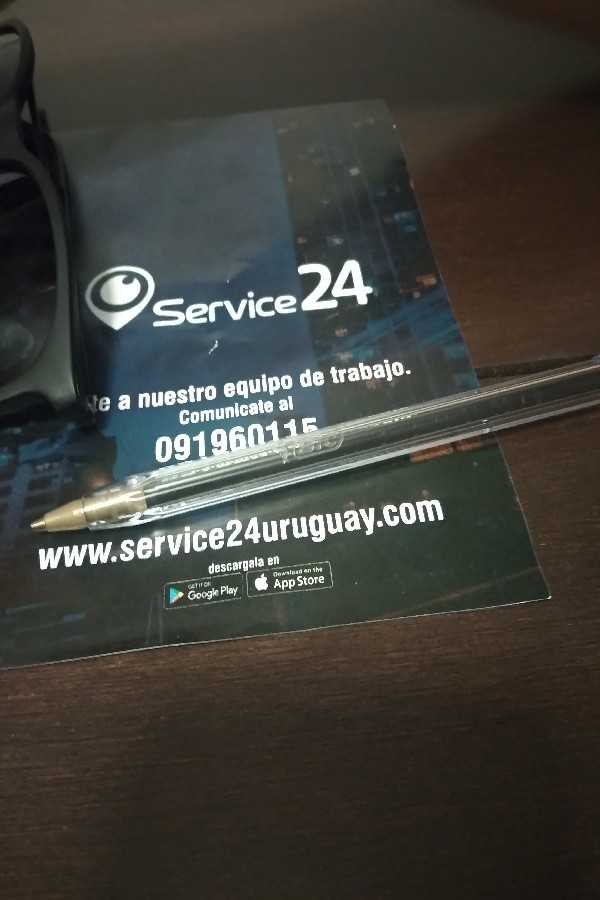 Service24
a nuestro equipo de trabajo.
Comunicate al
091960115
www.service24uruguay.com
descargala en
GET IT ON
Google Play
Download on the
App Store